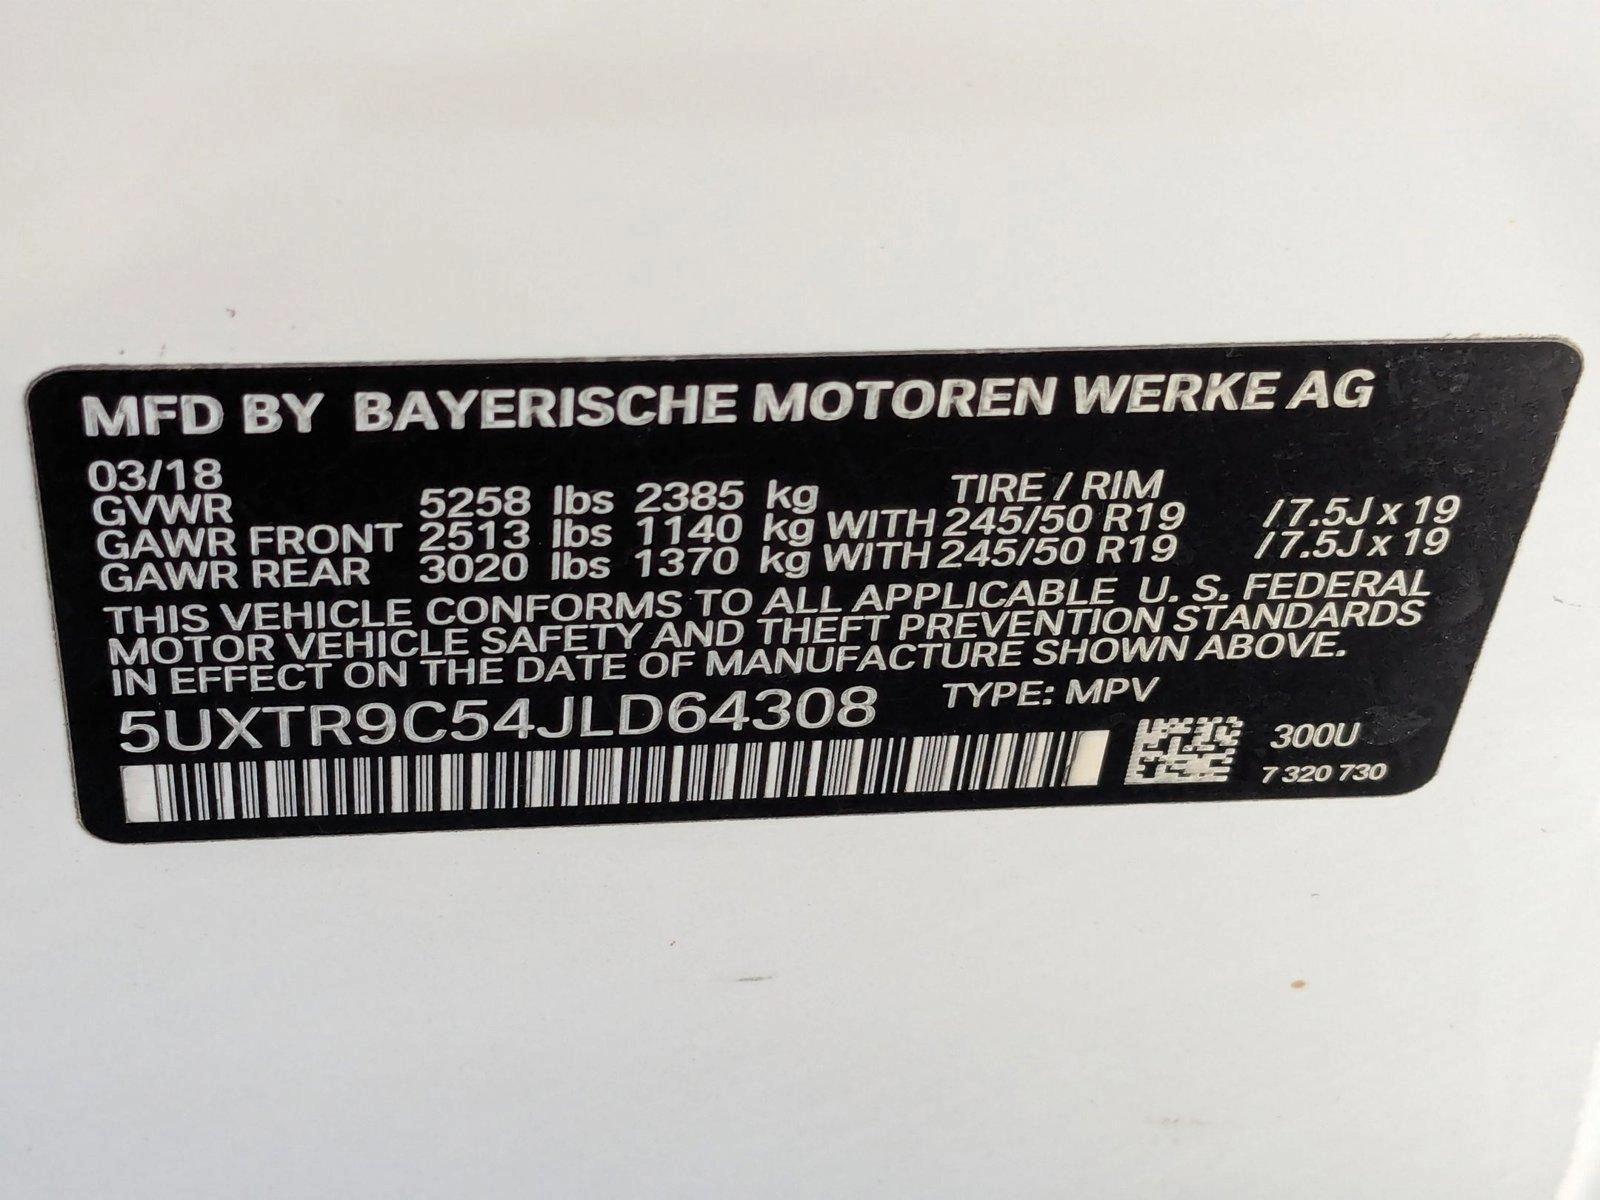 MFD BY BAYERISCHE MOTOREN WERKE AG
03/18 TIRE / RIM
GVWR 5258 lbs 2385 kg
GAWR FRONT 2513 lbs 1140 kg WITH 245/50 R19 / 7.5J x 19
GAWR REAR 3020 lbs 1370 kg WITH 245/50 R19 / 7.5J x 19
THIS VEHICLE CONFORMS TO ALL APPLICABLE U. S. FEDERAL
MOTOR VEHICLE SAFETY AND THEFT PREVENTION STANDARDS
IN EFFECT ON THE DATE OF MANUFACTURE SHOWN ABOVE.
5UXTR9C54JLD64308 TYPE: MPV
300U
7 320 730